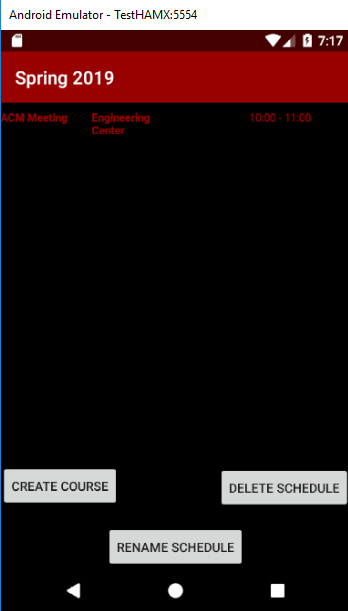 Android Emulator - TestHAMX:5554
7:17
Spring 2019
ACM Meeting Engineering Center 10:00 - 11:00
CREATE COURSE
DELETE SCHEDULE
RENAME SCHEDULE